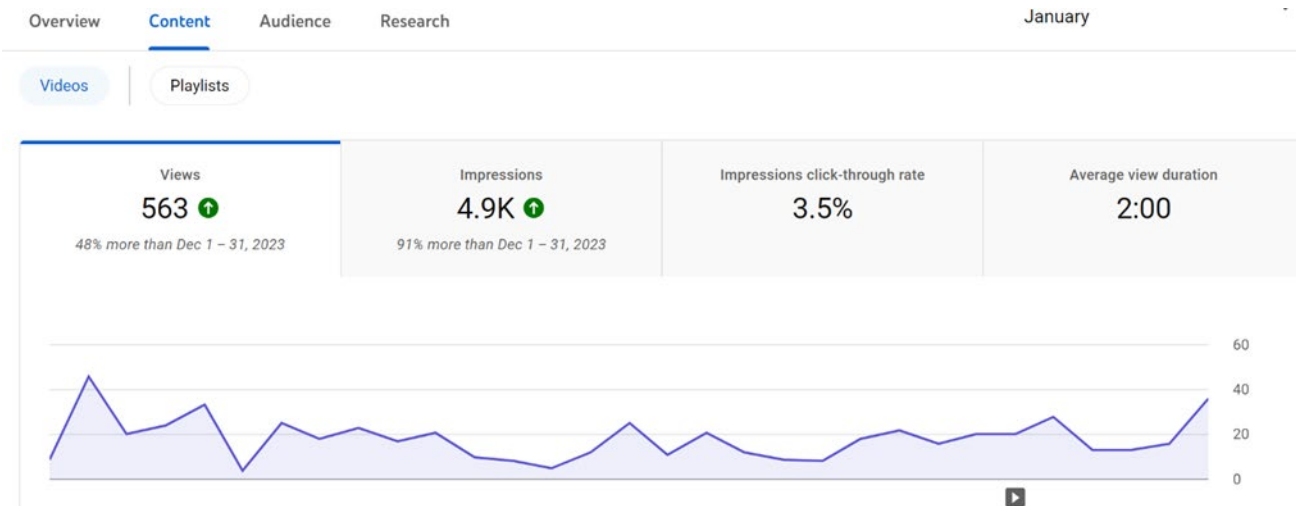 Overview Content Audience Research January
Videos Playlists
Views Impressions Impressions click-through rate Average view duration
563 4.9K 3.5% 2:00
48% more than Dec 1 – 31, 2023 91% more than Dec 1 – 31, 2023
60
40
20
0